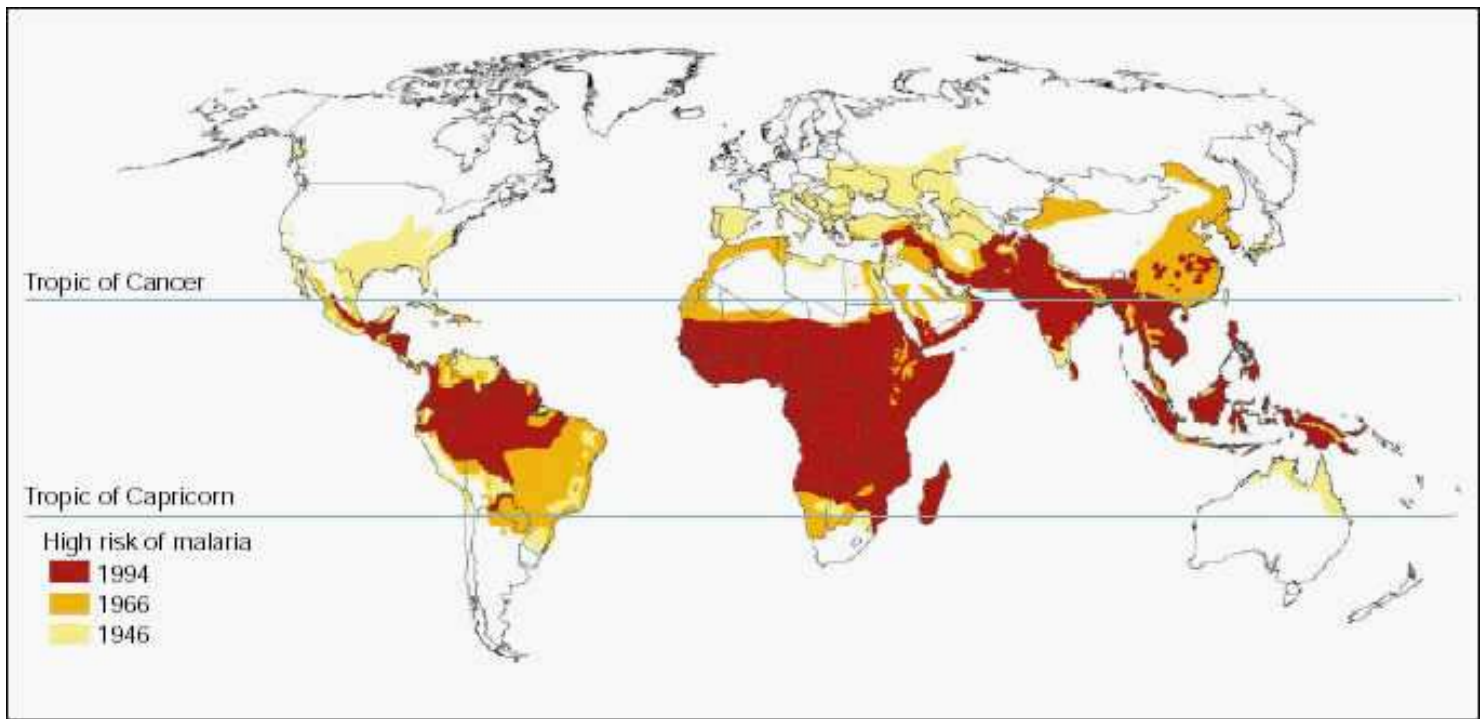 Tropic of Cancer
Tropic of Capricorn
High risk of malaria
1994
1966
1946